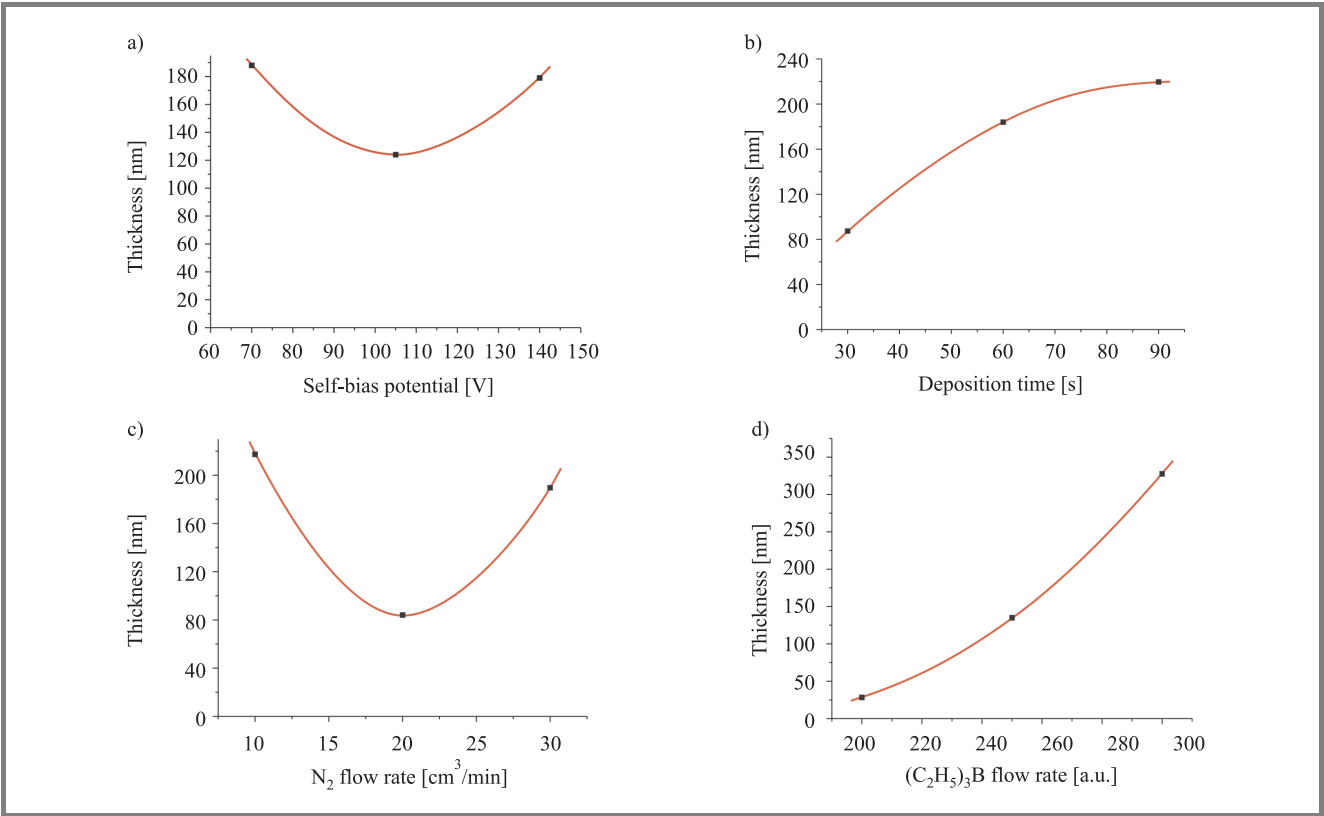 a)
180
160
140
120
100
80
60
40
20
0
Thickness [nm]
60 70 80 90 100 110 120 130 140 150
Self-bias potential [V]
b)
240
200
160
120
80
40
0
Thickness [nm]
30 40 50 60 70 80 90
Deposition time [s]
c)
200
160
120
80
40
0
Thickness [nm]
10 15 20 25 30
N₂ flow rate [cm³/min]
d)
350
300
250
200
150
100
50
0
Thickness [nm]
200 220 240 260 280 300
(C₂H₅)₃B flow rate [a.u.]